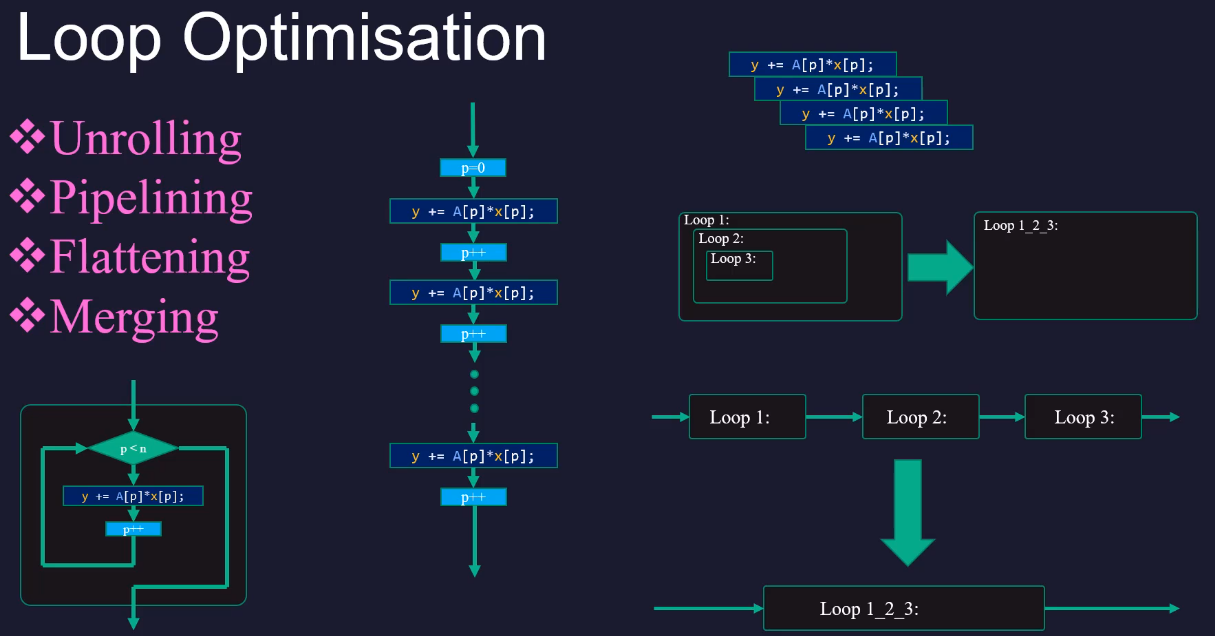 Loop Optimisation
❖Unrolling
❖Pipelining
❖Flattening
❖Merging
p < n
y += A[p]*x[p];
p++
p=0
y += A[p]*x[p];
p++
y += A[p]*x[p];
p++
y += A[p]*x[p];
p++
y += A[p]*x[p];
y += A[p]*x[p];
y += A[p]*x[p];
y += A[p]*x[p];
Loop 1:
Loop 2:
Loop 3:
Loop 1_2_3:
Loop 1:
Loop 2:
Loop 3:
Loop 1_2_3: